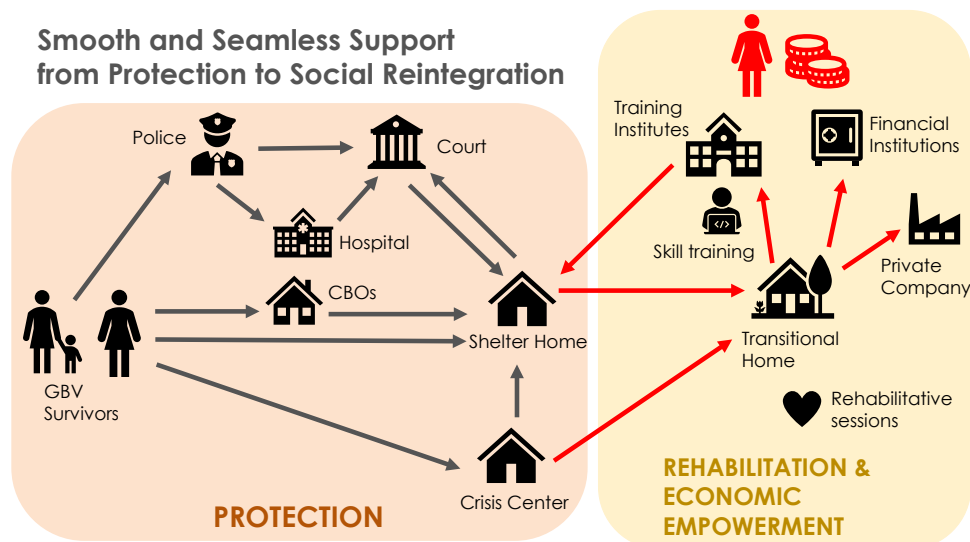 Smooth and Seamless Support
from Protection to Social Reintegration
Police
Court
Hospital
CBOs
Shelter Home
GBV
Survivors
Crisis Center
PROTECTION
Training
Institutes
Financial
Institutions
Skill training
Private
Company
Transitional
Home
Rehabilitative
sessions
REHABILITATION &
ECONOMIC
EMPOWERMENT